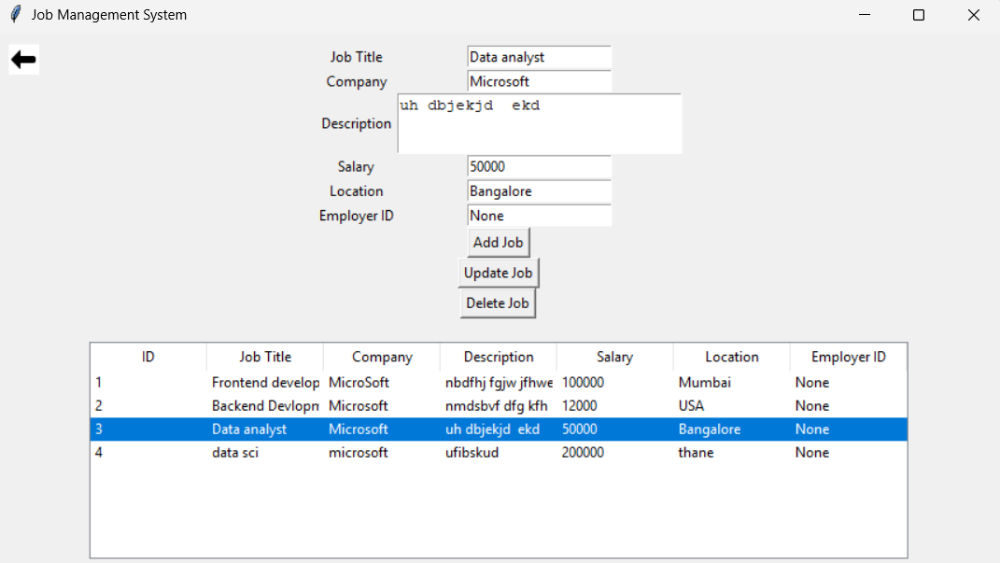 Job Management System
Job Title Data analyst
Company Microsoft
Description uh dbjekjd  ekd
Salary 50000
Location Bangalore
Employer ID None
Add Job
Update Job
Delete Job
ID Job Title Company Description Salary Location Employer ID
1 Frontend develop MicroSoft nbdfhj fgjw jfhwe 100000 Mumbai None
2 Backend Devlopm Microsoft nmdsbvf dfg kfh 12000 USA None
3 Data analyst Microsoft uh dbjekjd  ekd 50000 Bangalore None
4 data sci microsoft ufibskud 200000 thane None